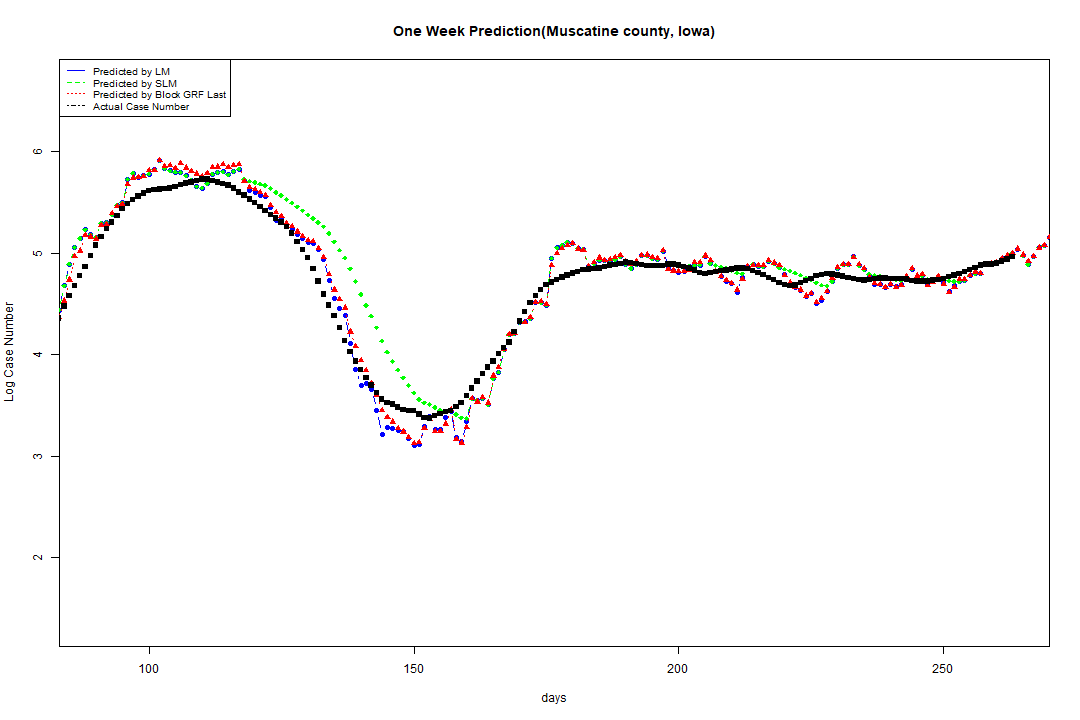 One Week Prediction(Muscatine county, Iowa)
Predicted by LM
Predicted by SLM
Predicted by Block GRF Last
Actual Case Number
6
5
4
3
2
Log Case Number
100 150 200 250
days